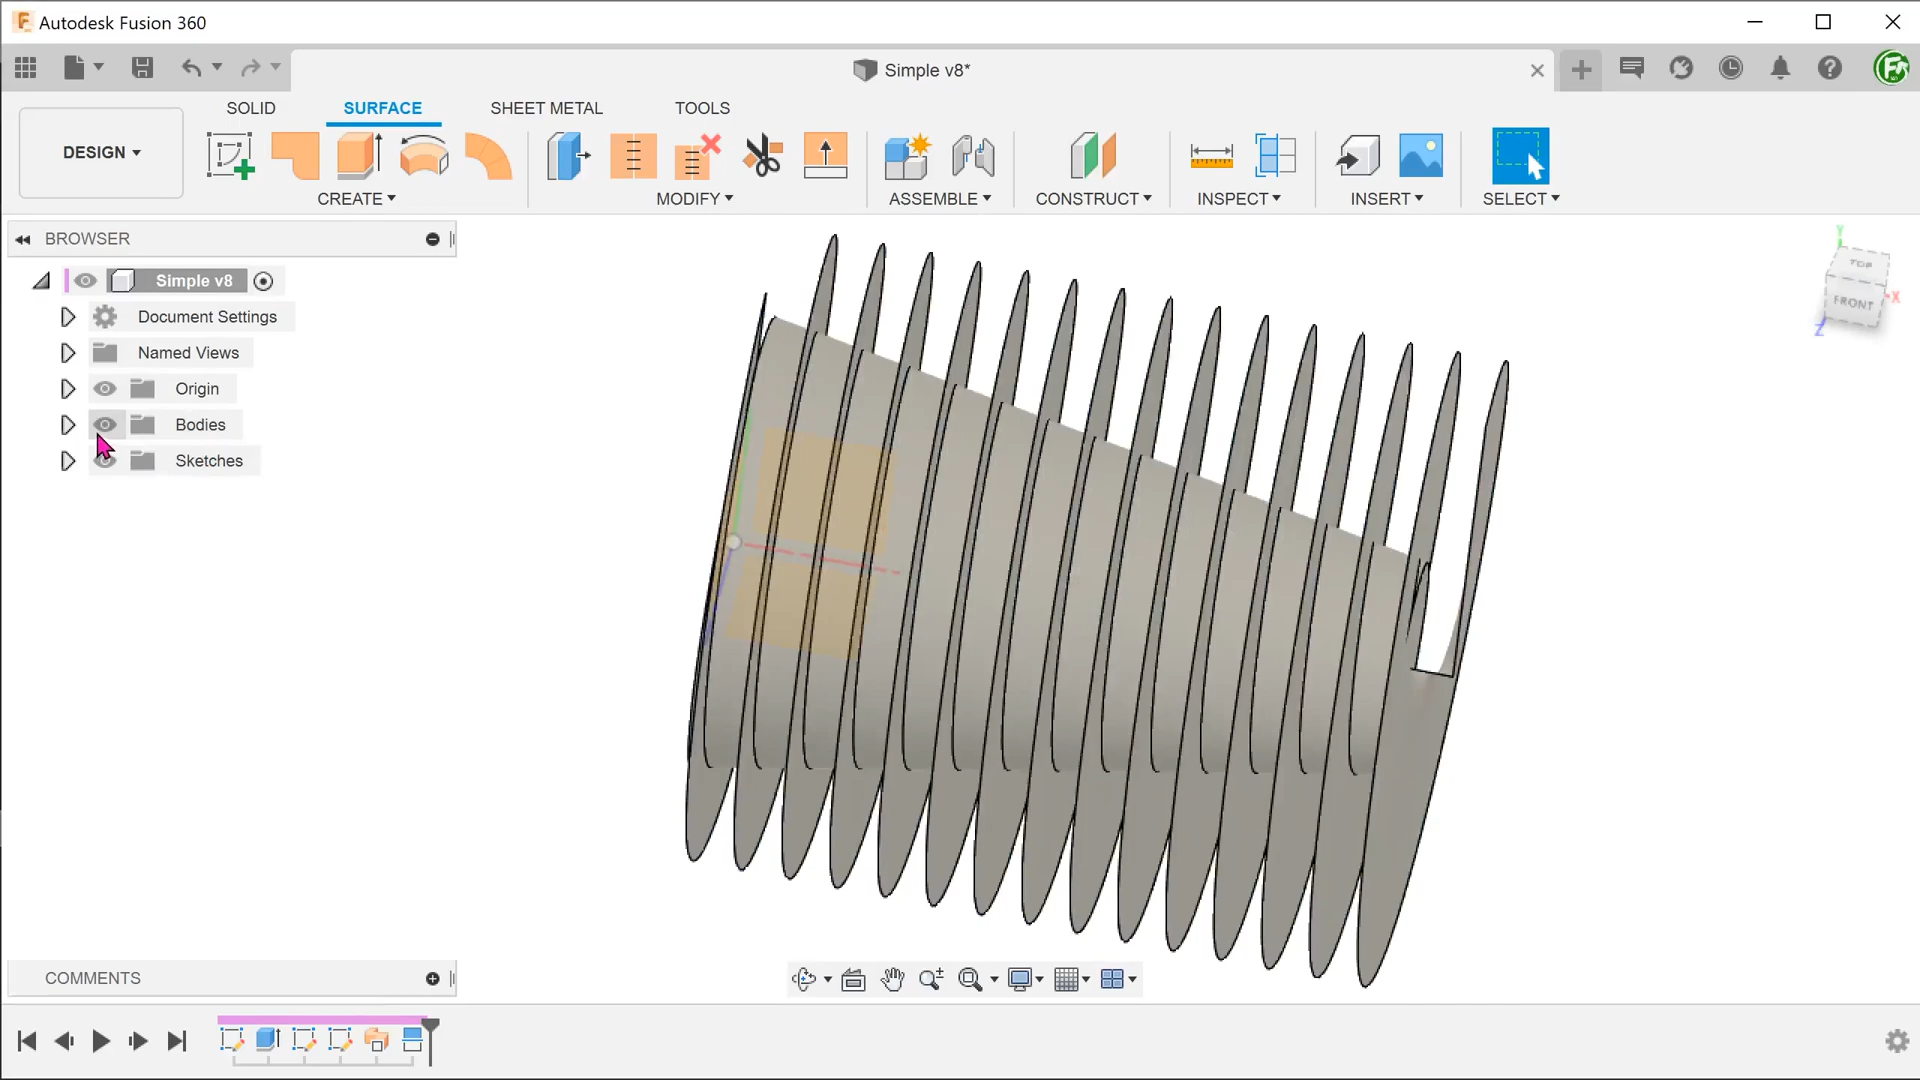 Autodesk Fusion 360
Simple v8*
SOLID SURFACE SHEET METAL TOOLS
DESIGN
CREATE MODIFY ASSEMBLE CONSTRUCT INSPECT INSERT SELECT
BROWSER
Simple v8
Document Settings
Named Views
Origin
Bodies
Sketches
Y
TOP
FRONT
X
Z
COMMENTS